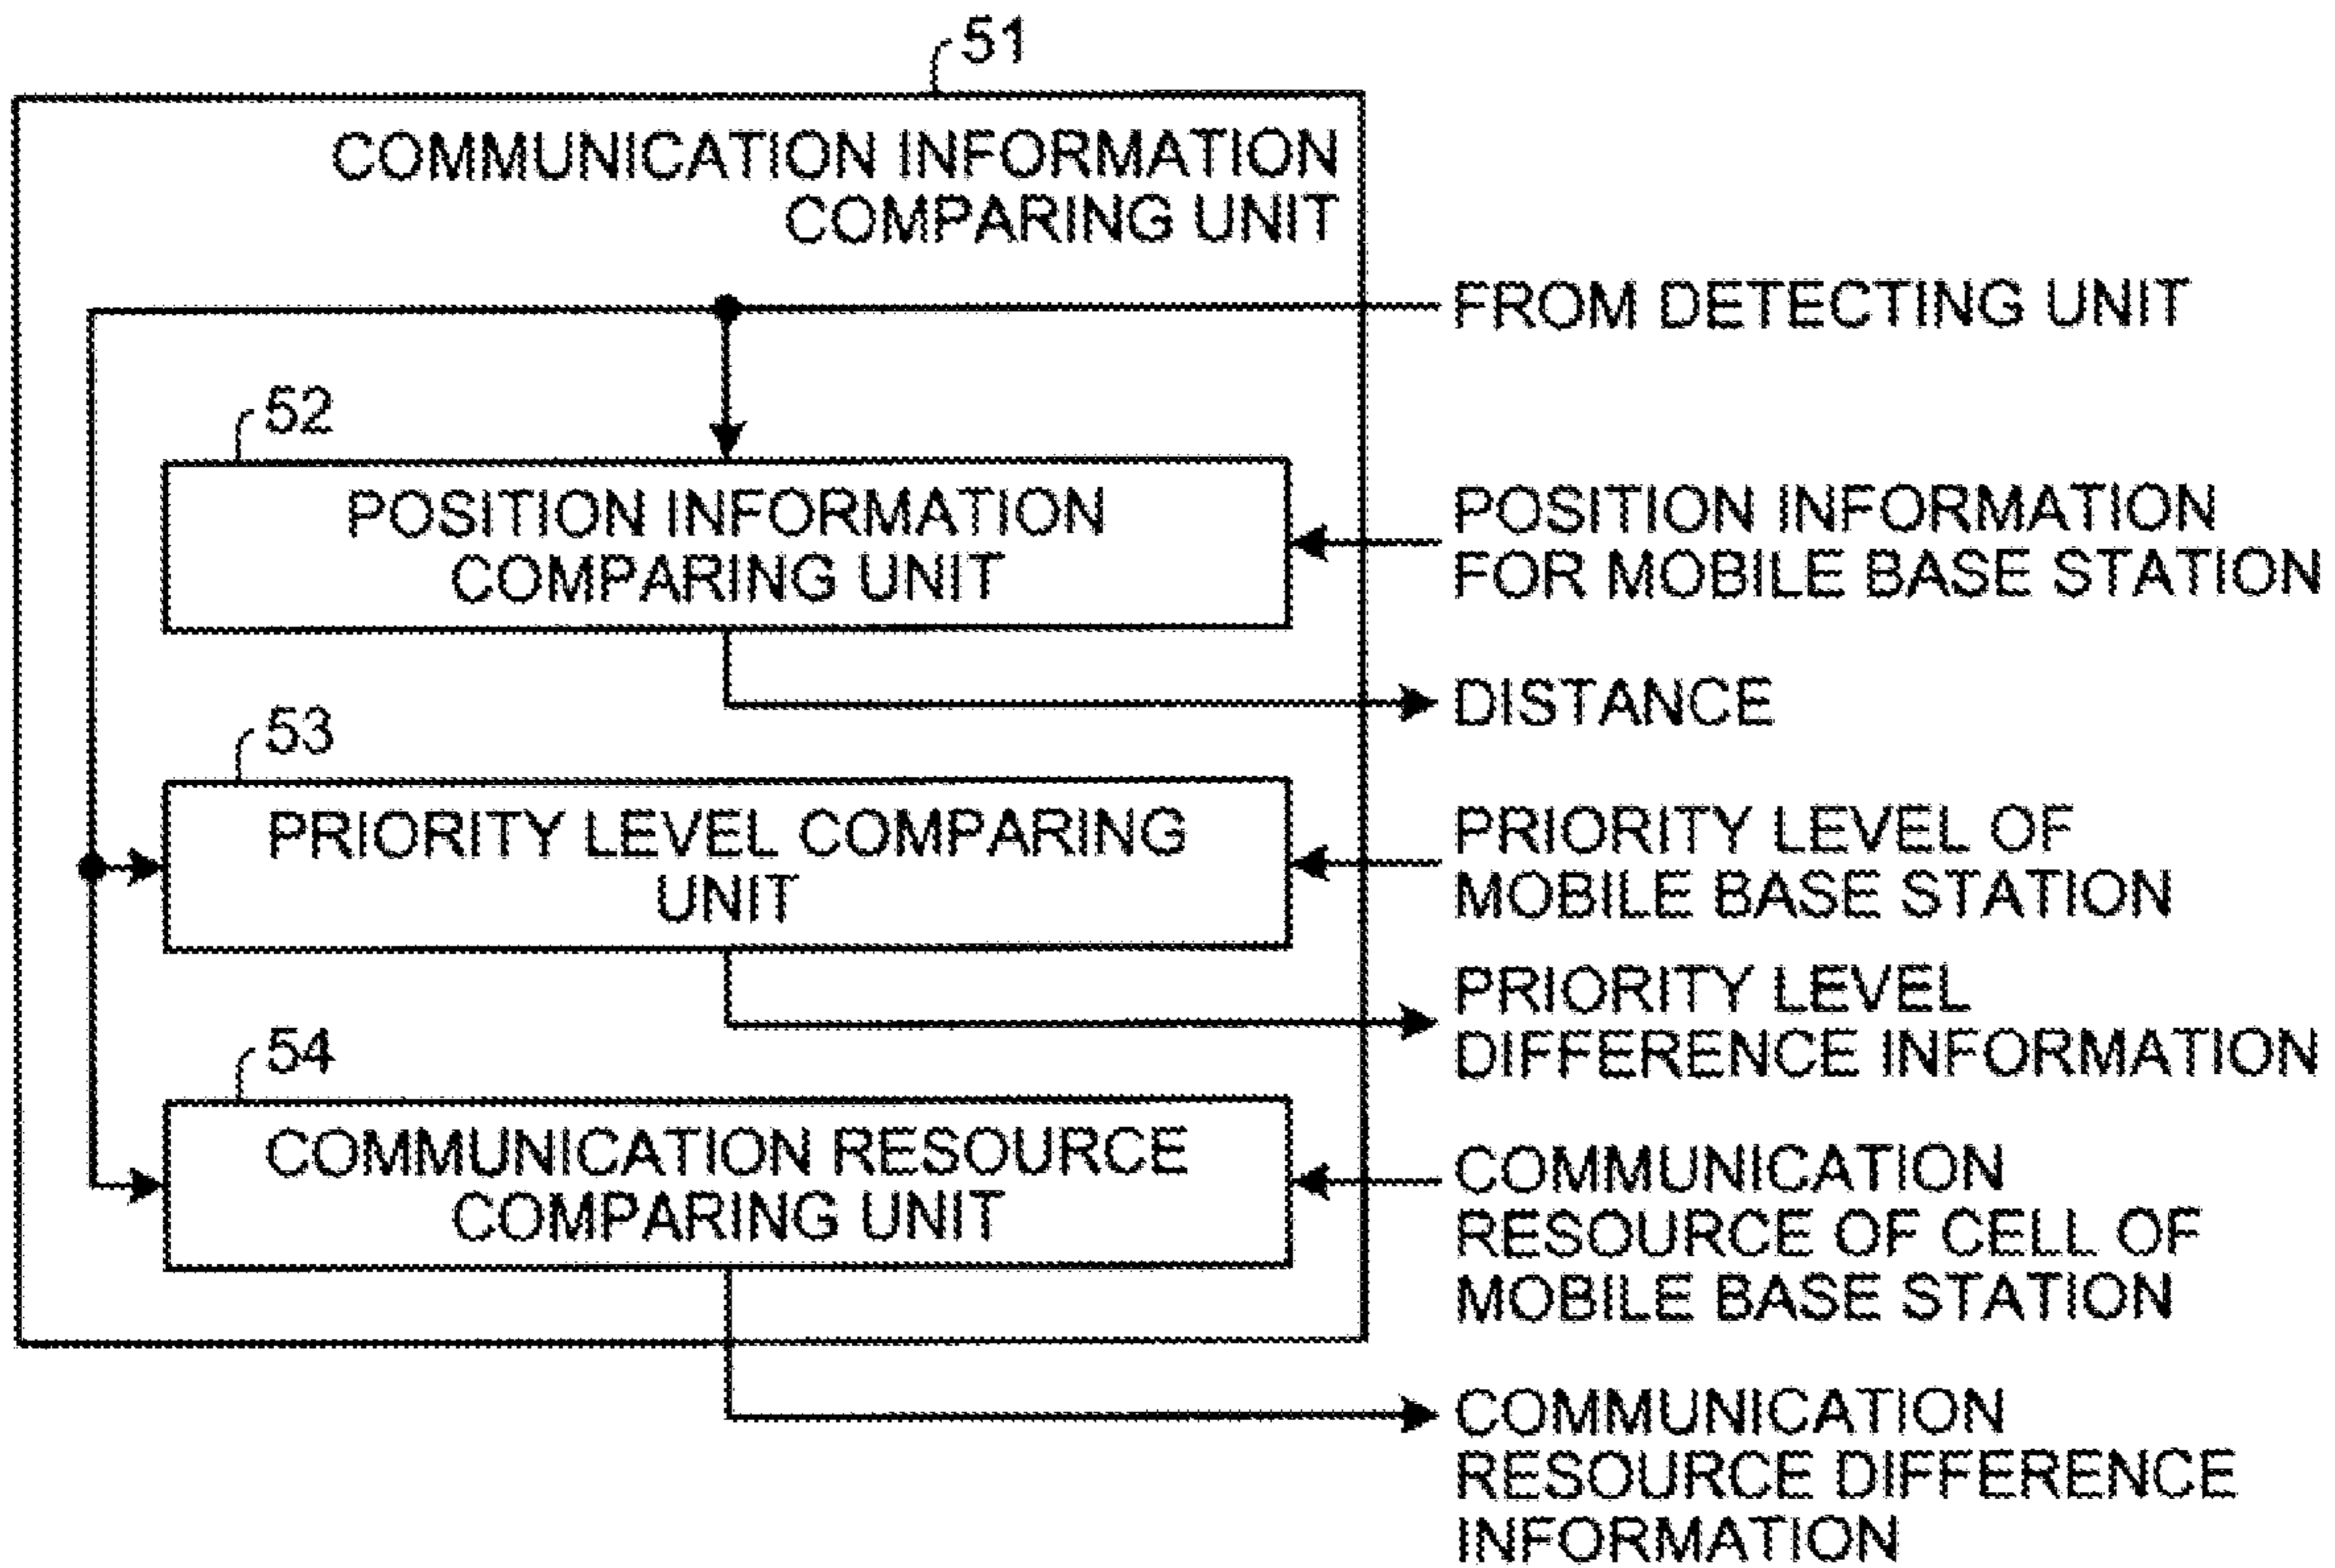 51
COMMUNICATION INFORMATION
COMPARING UNIT
FROM DETECTING UNIT
52
POSITION INFORMATION
COMPARING UNIT
POSITION INFORMATION
FOR MOBILE BASE STATION
DISTANCE
53
PRIORITY LEVEL COMPARING
UNIT
PRIORITY LEVEL OF
MOBILE BASE STATION
PRIORITY LEVEL
DIFFERENCE INFORMATION
54
COMMUNICATION RESOURCE
COMPARING UNIT
COMMUNICATION
RESOURCE OF CELL OF
MOBILE BASE STATION
COMMUNICATION
RESOURCE DIFFERENCE
INFORMATION